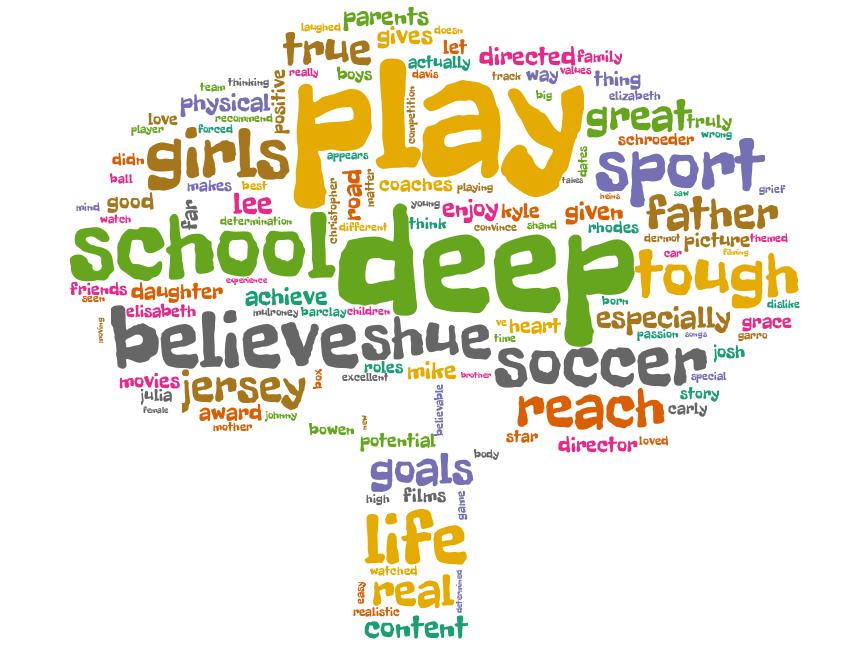 parents
laughed
gives
doesn
true
let
directed
family
actually
really
boys
davis
track
way
values
thing
team
thinking
positive
play
big
elizabeth
physical
competition
great
truly
love
recommend
player
forced
schroeder
wrong
didn
girls
appears
dates
sport
ball
makes
best
christopher
road
matter
coaches
playing
takes
heins
saw
grief
mind
good
far
lee
young
enjoy
kyle
given
father
watch
determination
different
think
convince
shand
rhodes
school
deep
dermot
picture
themed
car
filming
tough
friends
seen
daughter
experience
achieve
born
dislike
elisabeth
mulroney
barclay
children
especially
grace
moving
believe
shue
ve
heart
time
passion
songs
garro
soccer
josh
movies
jersey
box
excellent
roles
mike
brother
special
julia
female
award
johnny
mother
believable
reach
story
carly
bowen
new
potential
star
director
loved
goals
body
high
films
game
life
watched
easy
real
determined
realistic
content